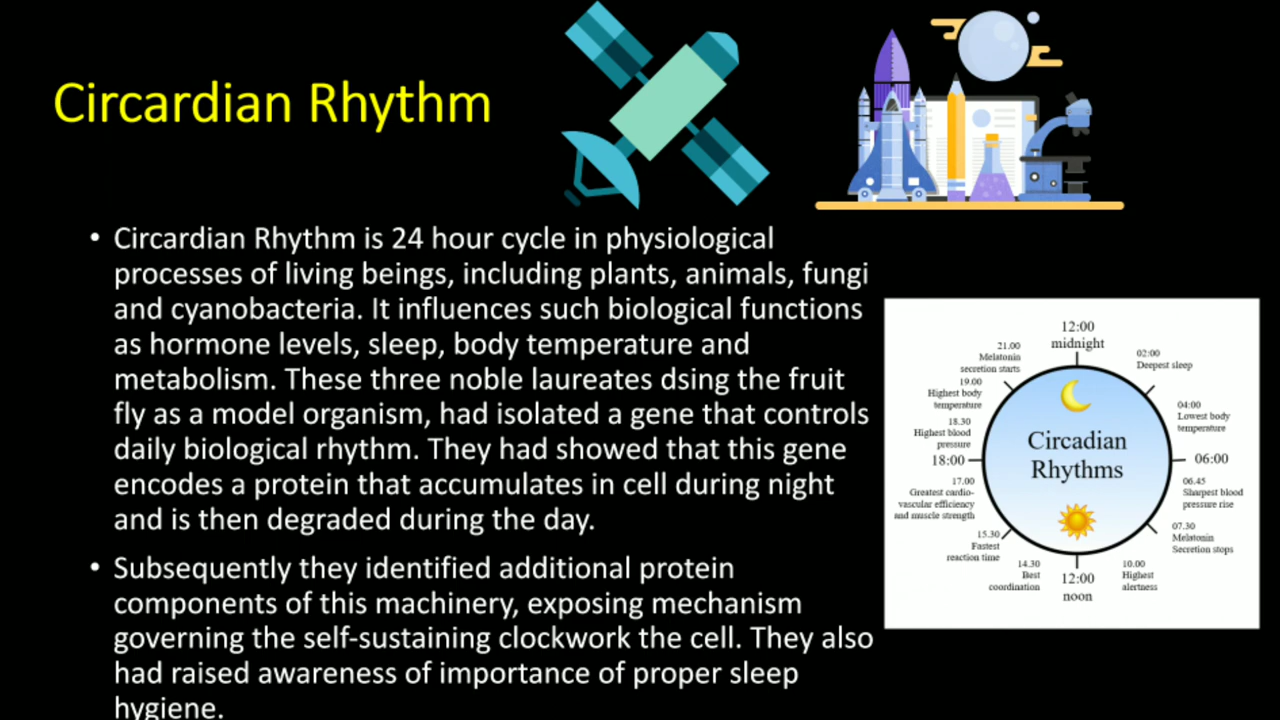 Circardian Rhythm
• Circardian Rhythm is 24 hour cycle in physiological
processes of living beings, including plants, animals, fungi
and cyanobacteria. It influences such biological functions
as hormone levels, sleep, body temperature and
metabolism. These three noble laureates dsing the fruit
fly as a model organism, had isolated a gene that controls
daily biological rhythm. They had showed that this gene
encodes a protein that accumulates in cell during night
and is then degraded during the day.
• Subsequently they identified additional protein
components of this machinery, exposing mechanism
governing the self-sustaining clockwork the cell. They also
had raised awareness of importance of proper sleep
hygiene.
12:00
midnight
02:00
Deepest sleep
04:00
Lowest body
temperature
06:00
06.45
Sharpest blood
pressure rise
07.30
Melatonin
Secretion stops
10.00
Highest
alertness
12:00
noon
14.30
Best
coordination
15.30
Fastest
reaction time
17.00
Greatest cardio-
vascular efficiency
and muscle strength
18:00
18.30
Highest blood
pressure
19.00
Highest body
temperature
21.00
Melatonin
secretion starts
Circadian
Rhythms